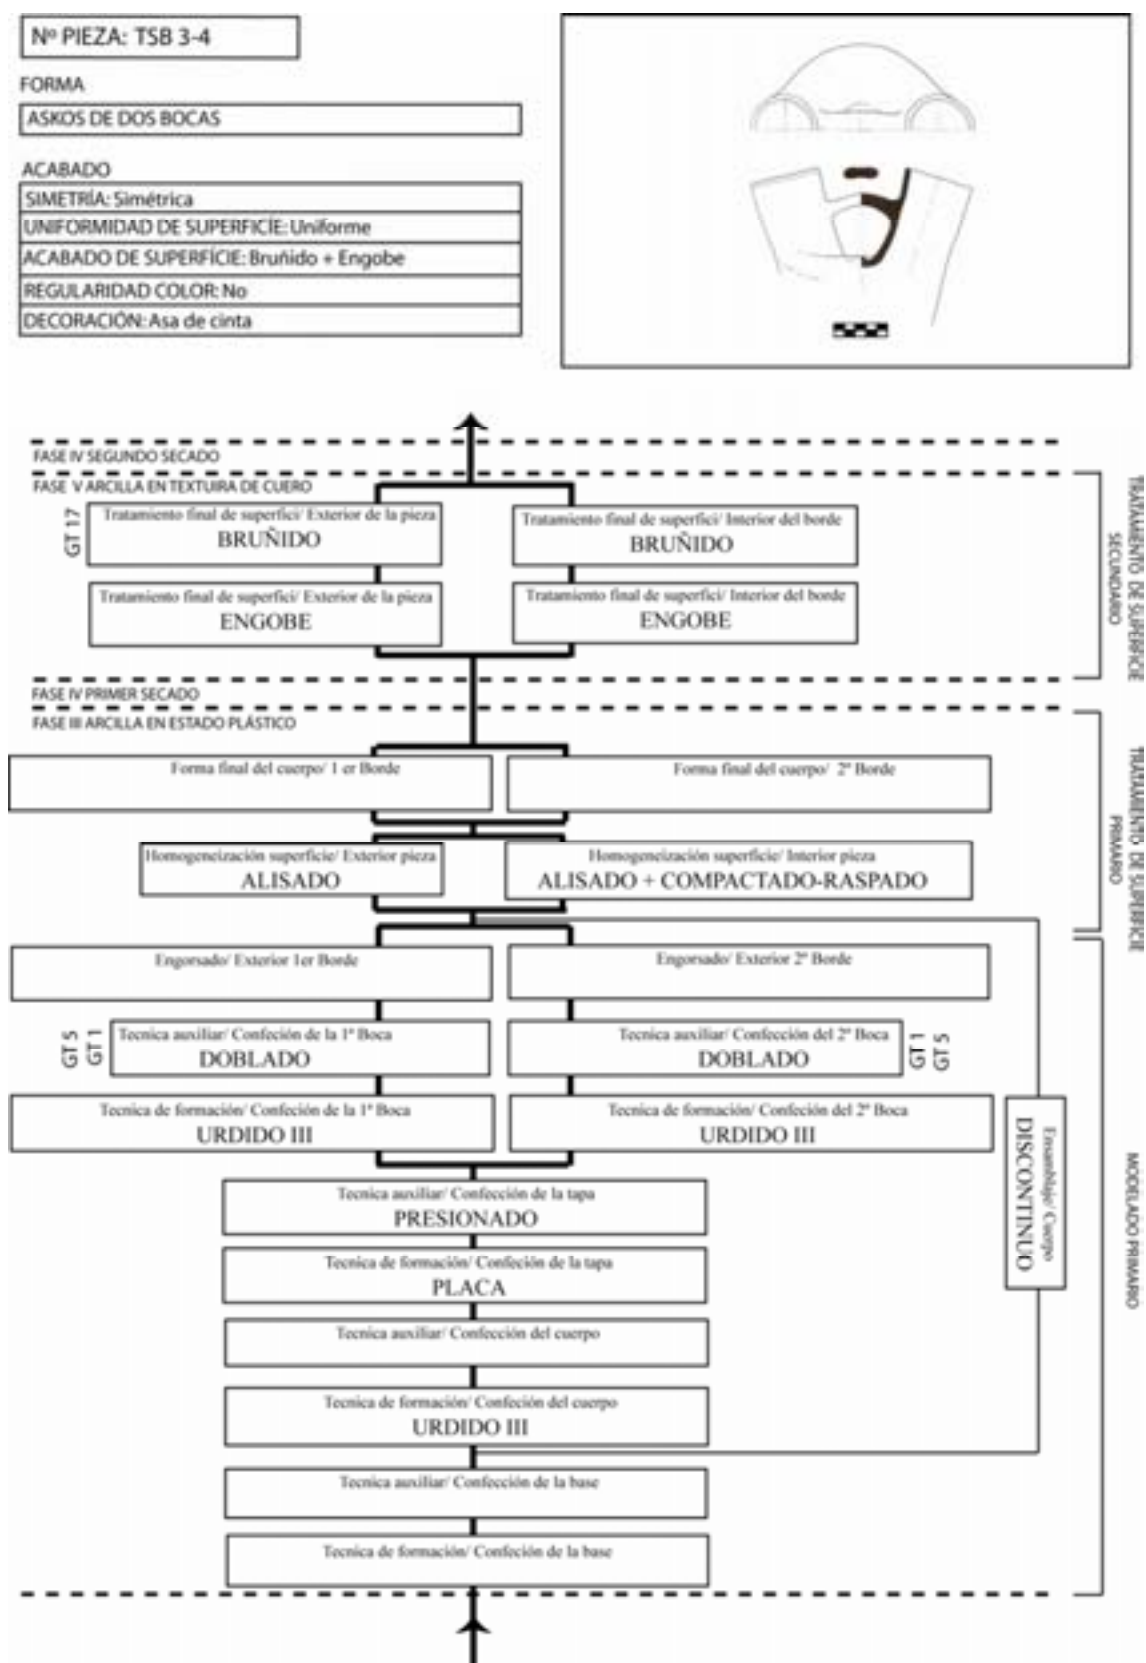 Nº PIEZA: TSB 3-4
FORMA
ASKOS DE DOS BOCAS
ACABADO
SIMETRÍA: Simétrica
UNIFORMIDAD DE SUPERFICÍE: Uniforme
ACABADO DE SUPERFÍCIE: Bruñido + Engobe
REGULARIDAD COLOR: No
DECORACIÓN: Asa de cinta
FASE IV SEGUNDO SECADO
FASE V ARCILLA EN TEXTUIRA DE CUERO
GT 17
Tratamiento final de superfici/ Exterior de la pieza
BRUÑIDO
Tratamiento final de superfici/ Interior del borde
BRUÑIDO
Tratamiento final de superfici/ Exterior de la pieza
ENGOBE
Tratamiento final de superfici/ Interior del borde
ENGOBE
TRATAMIENTO DE SUPERFICIE
SECUNDARIO
FASE IV PRIMER SECADO
FASE III ARCILLA EN ESTADO PLÁSTICO
Forma final del cuerpo/ 1 er Borde
Forma final del cuerpo/ 2º Borde
Homogeneización superficie/ Exterior pieza
ALISADO
Homogeneización superficie/ Interior pieza
ALISADO + COMPACTADO-RASPADO
TRATAMIENTO DE SUPERFICIE
PRIMARIO
Engorsado/ Exterior 1er Borde
Engorsado/ Exterior 2º Borde
GT 5
GT 1
Tecnica auxiliar/ Confeción de la 1ª Boca
DOBLADO
Tecnica auxiliar/ Confección del 2ª Boca
DOBLADO
GT 1
GT 5
Tecnica de formación/ Confeción de la 1ª Boca
URDIDO III
Tecnica de formación/ Confección del 2ª Boca
URDIDO III
Tecnica auxiliar/ Confección de la tapa
PRESIONADO
Tecnica de formación/ Confeción de la tapa
PLACA
Tecnica auxiliar/ Confección del cuerpo
Tecnica de formación/ Confeción del cuerpo
URDIDO III
Tecnica auxiliar/ Confección de la base
Tecnica de formación/ Confeción de la base
Ensamblaje/ Cuerpo
DISCONTINUO
MODELADO PRIMARIO